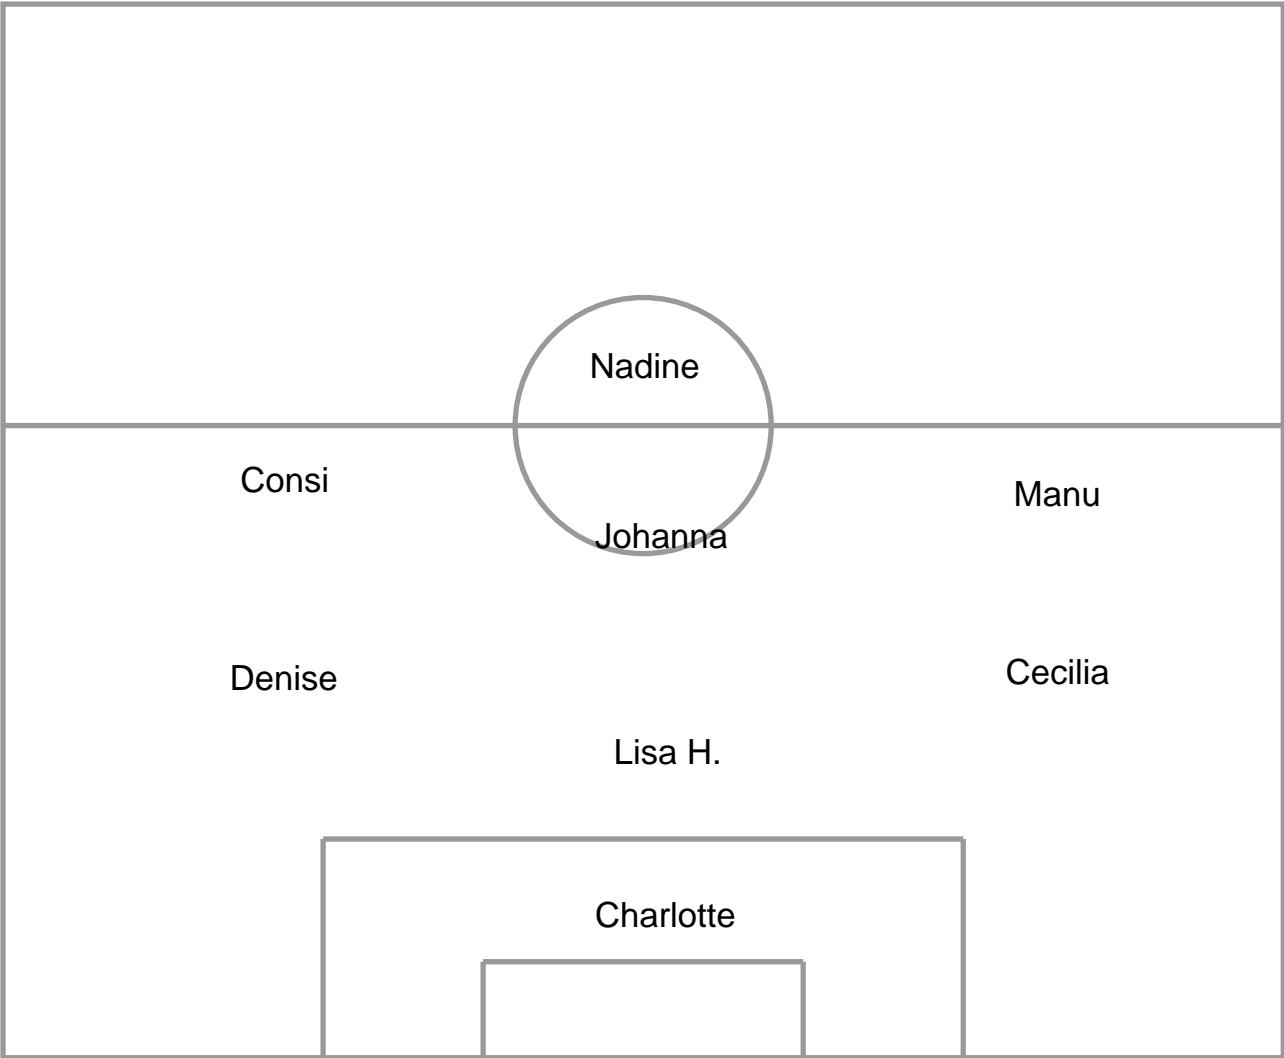 Nadine
Consi
Manu
Johanna
Denise
Cecilia
Lisa H.
Charlotte